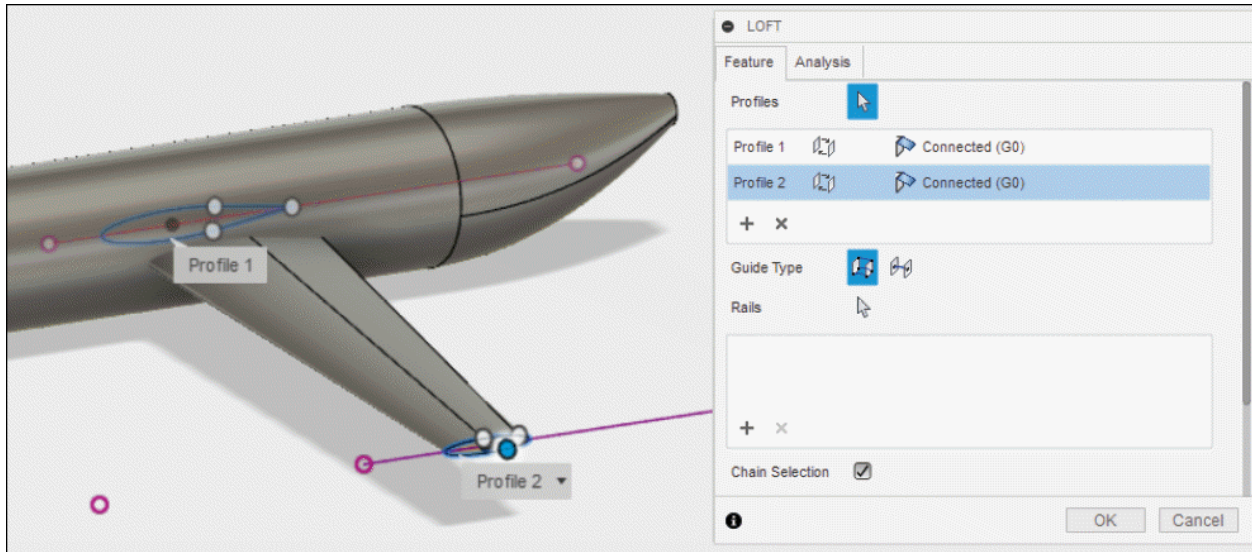 LOFT
Feature Analysis
Profiles
Profile 1 Connected (G0)
Profile 2 Connected (G0)
Guide Type
Rails
Chain Selection
OK Cancel
Profile 1
Profile 2